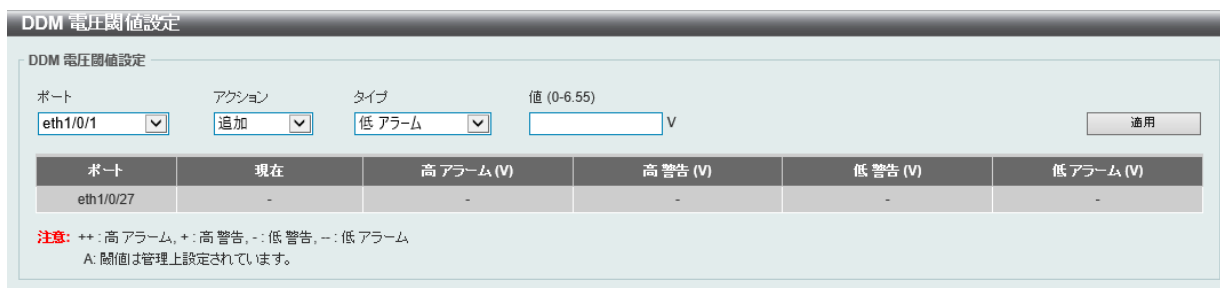 DDM 電圧閾値設定
DDM 電圧閾値設定
ポート アクション タイプ 値 (0-6.55)
eth1/0/1 追加 低 アラーム V 適用
ポート 現在 高 アラーム (V) 高 警告 (V) 低 警告 (V) 低 アラーム (V)
eth1/0/27 - - - - -
注意: ++ : 高 アラーム, + : 高 警告, - : 低 警告, -- : 低 アラーム
A: 閾値は管理上設定されています。